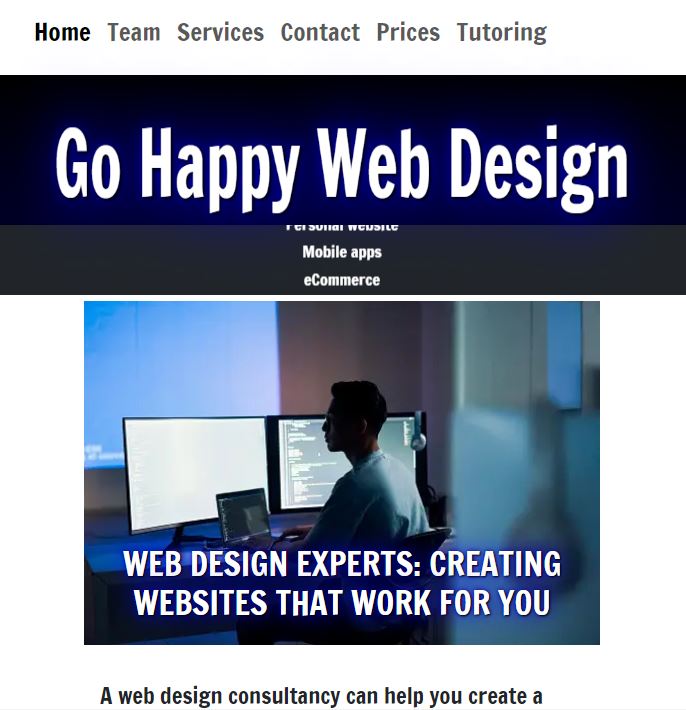 Home Team Services Contact Prices Tutoring
Go Happy Web Design
Personal website
Mobile apps
eCommerce
WEB DESIGN EXPERTS: CREATING
WEBSITES THAT WORK FOR YOU
A web design consultancy can help you create a